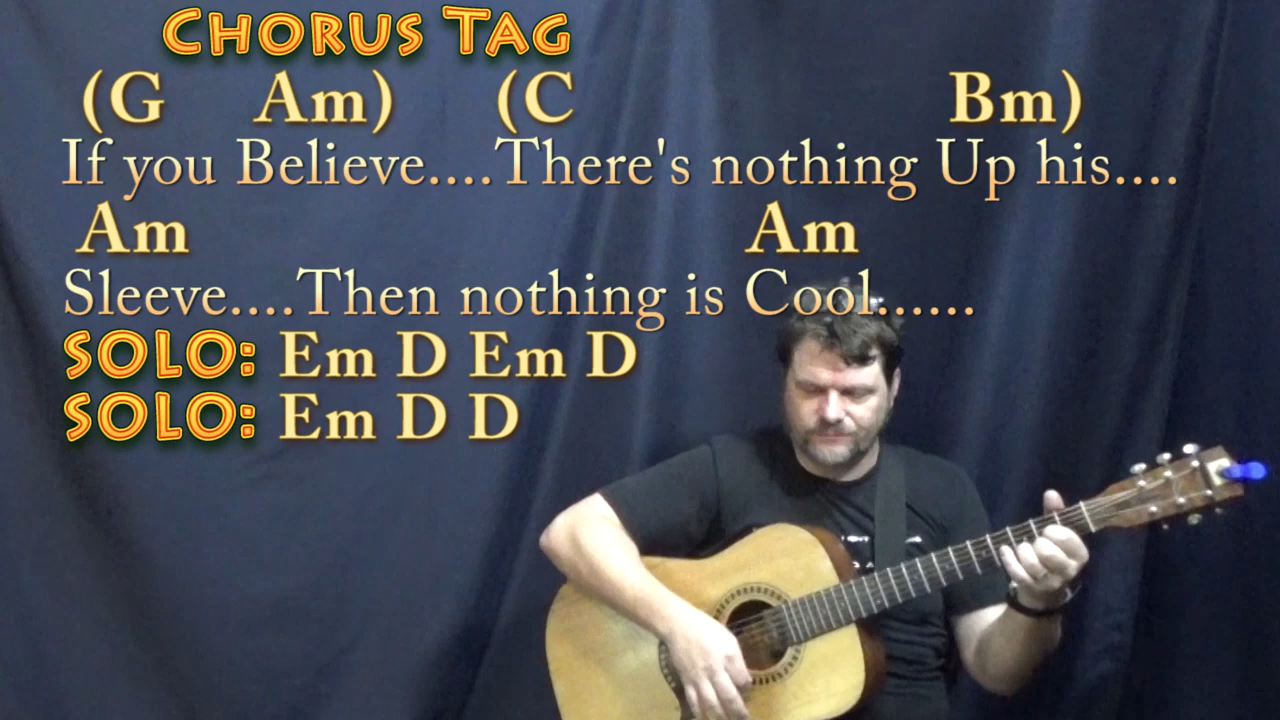 CHORUS TAG
(G Am) (C Bm)
If you Believe....There's nothing Up his....
Am Am
Sleeve....Then nothing is Cool......
SOLO: Em D Em D
SOLO: Em D D